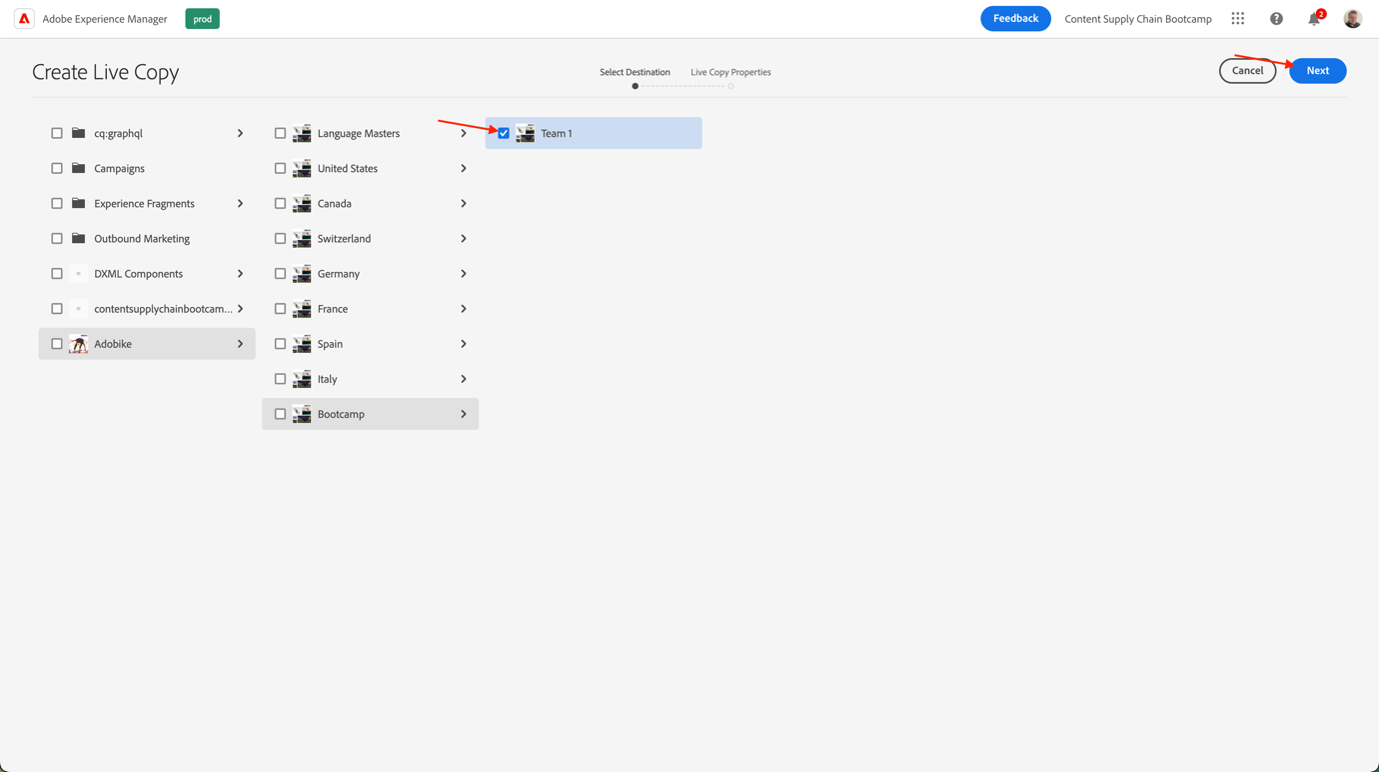 Adobe Experience Manager
prod
Feedback
Content Supply Chain Bootcamp
2
Create Live Copy
Select Destination
Live Copy Properties
Cancel
Next
cq:graphql
Campaigns
Experience Fragments
Outbound Marketing
DXML Components
contentsupplychainbootcam...
Adobike
Language Masters
United States
Canada
Switzerland
Germany
France
Spain
Italy
Bootcamp
Team 1